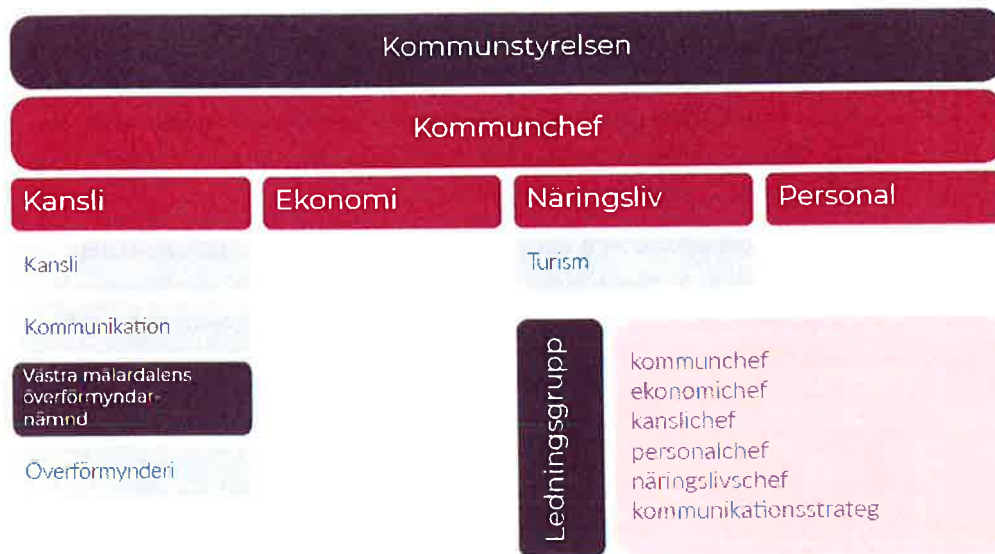 Kommunstyrelsen
Kommunchef
Kansli
Ekonomi
Näringsliv
Personal
Kansli
Kommunikation
Västra mälardalens
överförmyndar-
nämnd
Överförmynderi
Turism
Ledningsgrupp
kommunchef
ekonomichef
kanslichef
personalchef
näringslivschef
kommunikationsstrateg